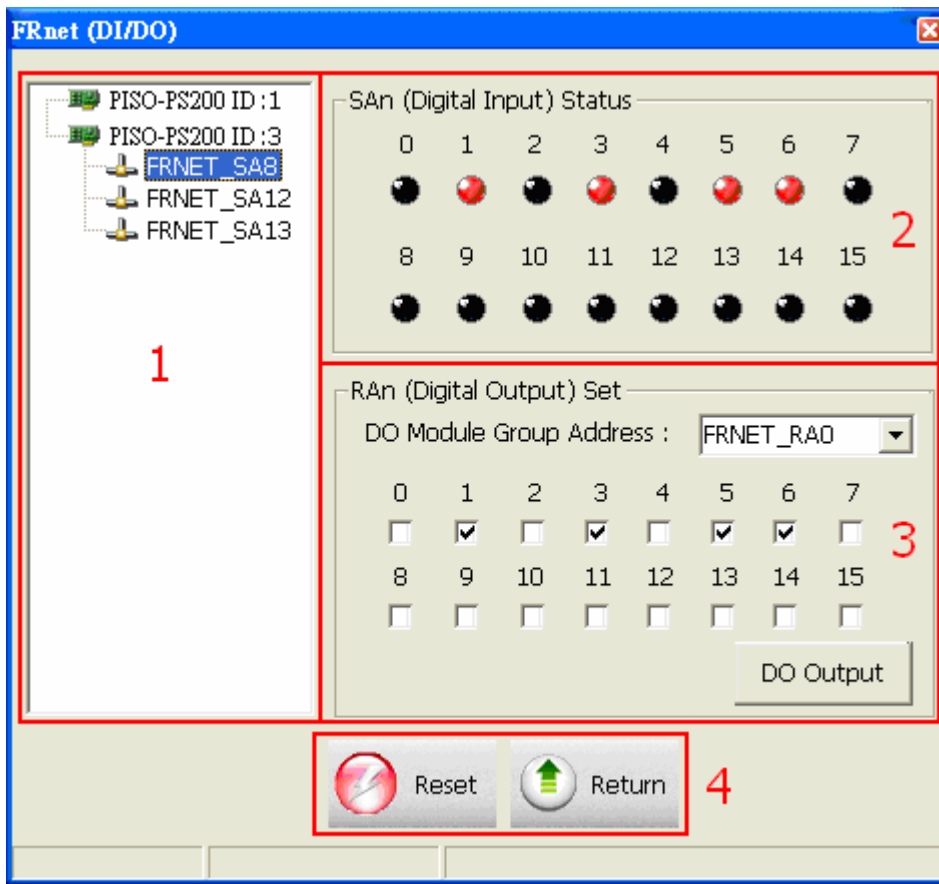 FRnet (DI/DO)
PISO-PS200 ID :1
PISO-PS200 ID :3
FRNET_SA8
FRNET_SA12
FRNET_SA13
1
SAn (Digital Input) Status
0 1 2 3 4 5 6 7
8 9 10 11 12 13 14 15
2
RAn (Digital Output) Set
DO Module Group Address : FRNET_RA0
0 1 2 3 4 5 6 7
8 9 10 11 12 13 14 15
3
DO Output
Reset Return
4